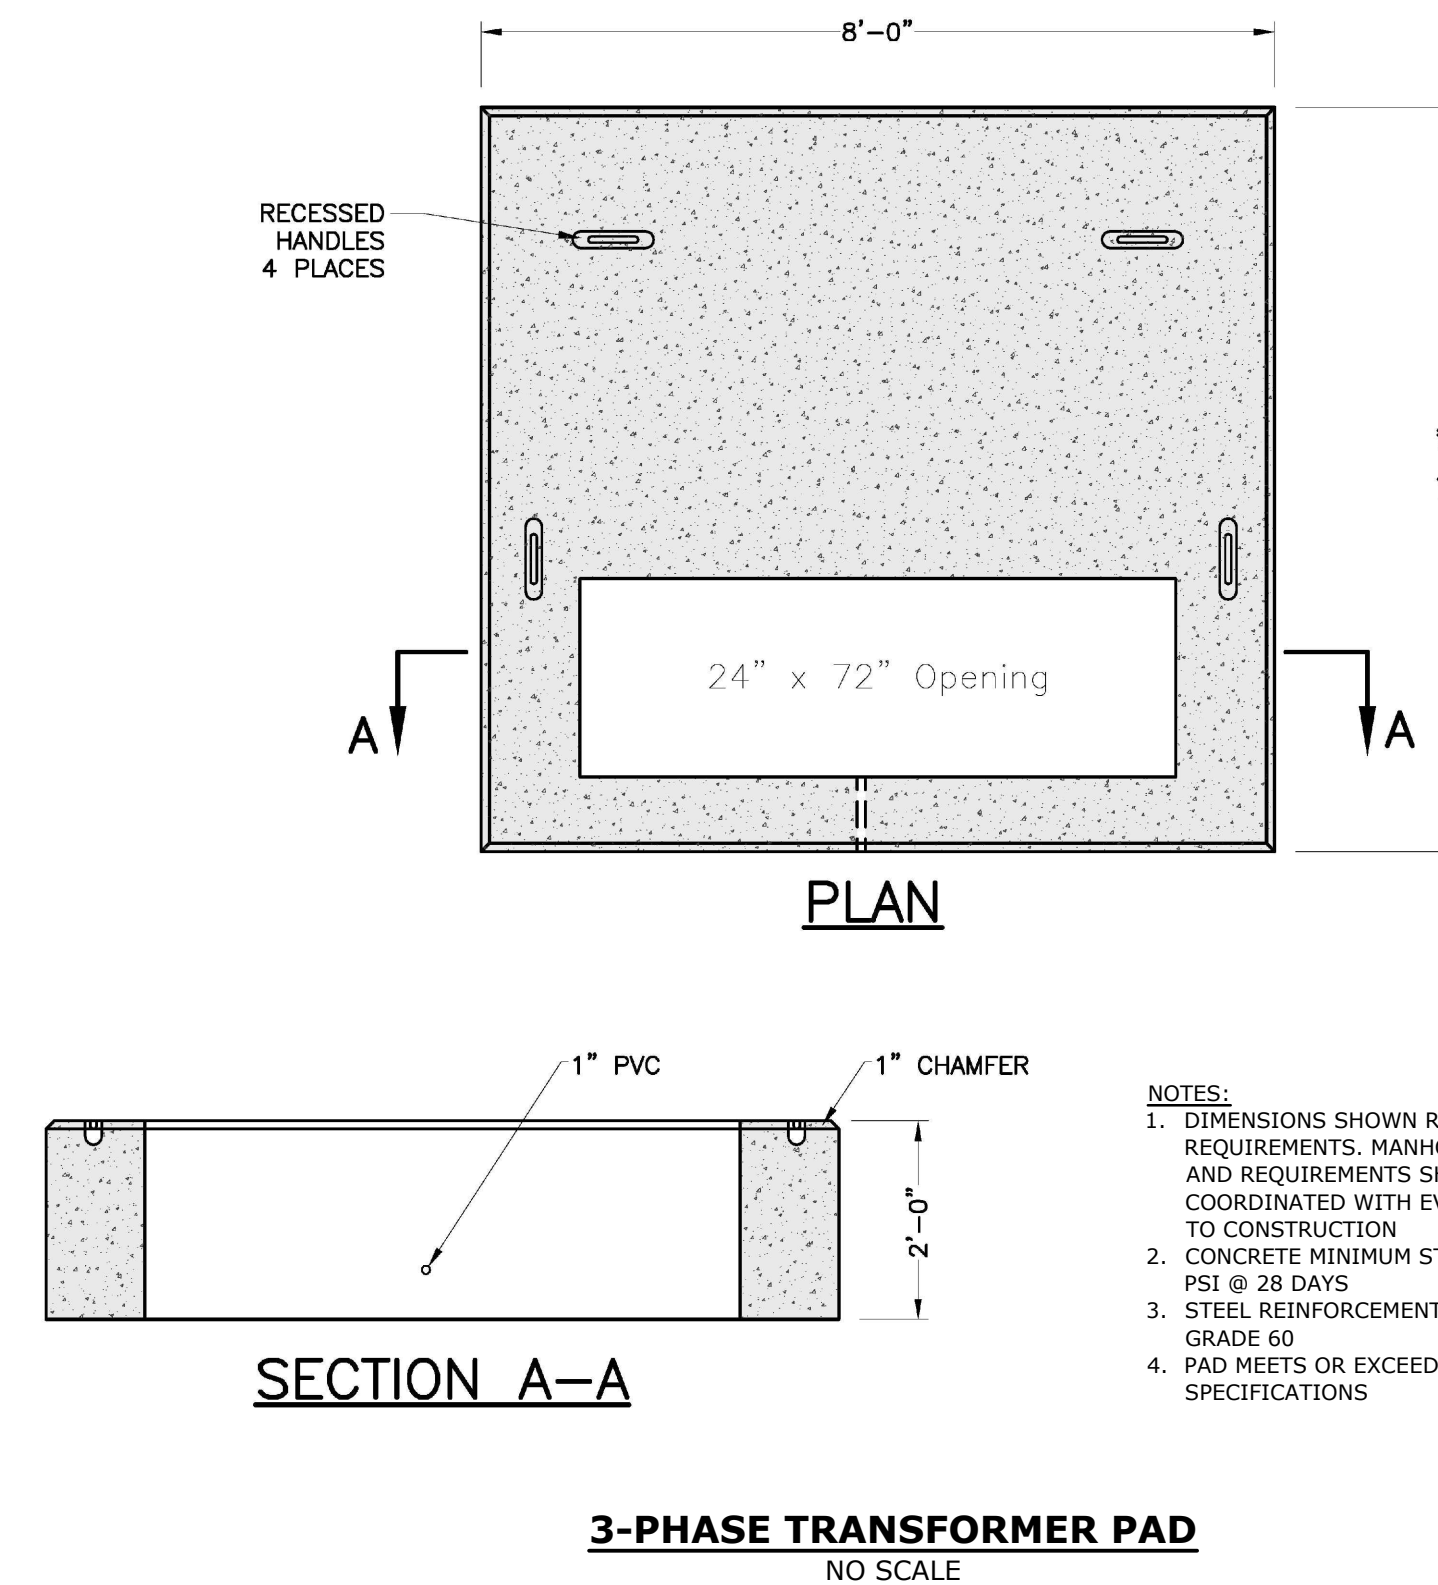 8'-0"
RECESSED
HANDLES
4 PLACES
24" x 72" Opening
A
A
PLAN
1" PVC
1" CHAMFER
2'-0"
SECTION A-A
NOTES:
1. DIMENSIONS SHOWN
REQUIREMENTS.
AND REQUIREMENTS
COORDINATED WITH
TO CONSTRUCTION
2. CONCRETE MINIMUM
PSI @ 28 DAYS
3. STEEL REINFORCEMENT
GRADE 60
4. PAD MEETS OR EXCEED
SPECIFICATIONS
3-PHASE TRANSFORMER PAD
NO SCALE